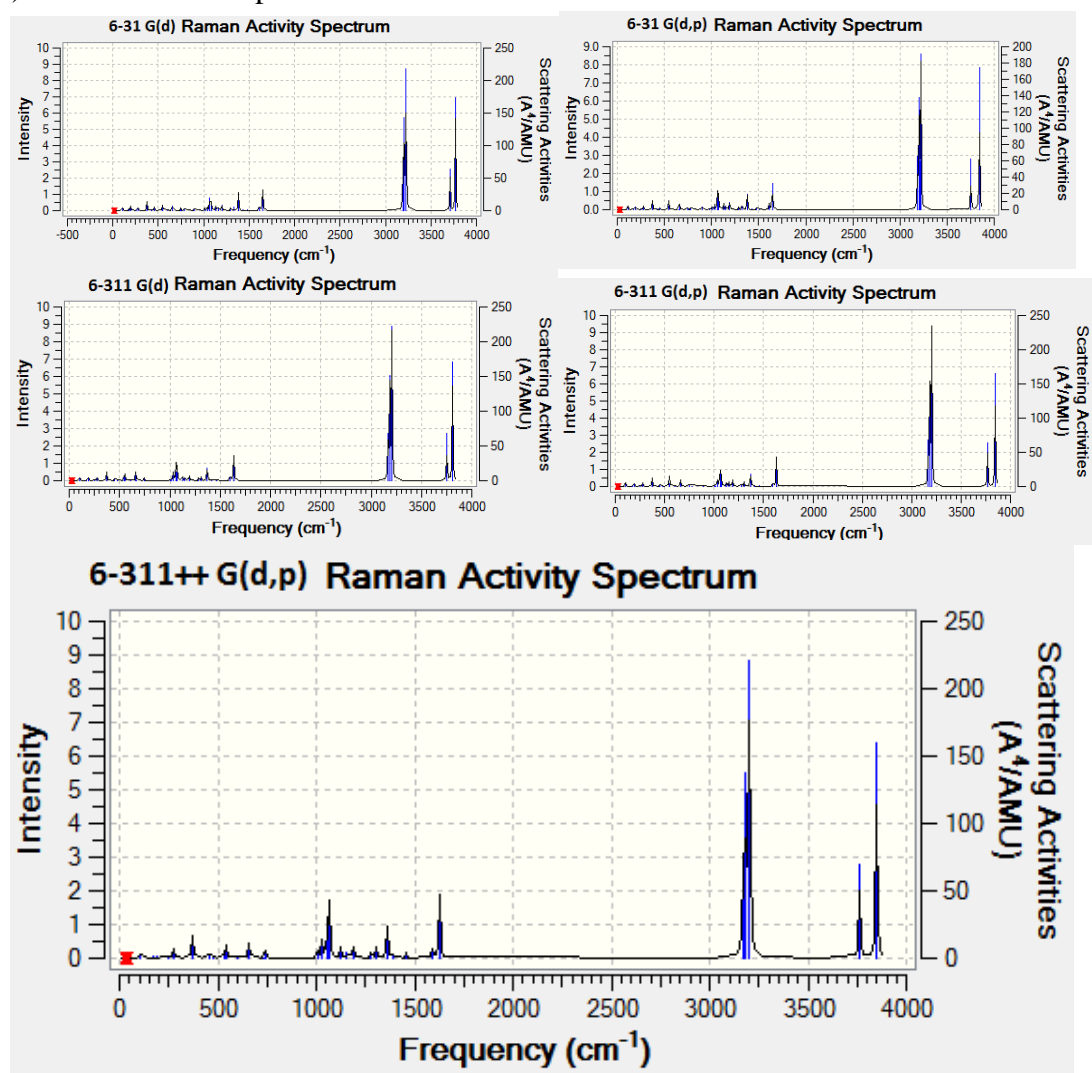 6-31 G(d) Raman Activity Spectrum
Intensity
10
9
8
7
6
5
4
3
2
1
0
250
200
150
100
50
0
Scattering Activities
(A^4/AMU)
-500 0 500 1000 1500 2000 2500 3000 3500 4000
Frequency (cm-1)
6-31 G(d,p) Raman Activity Spectrum
Intensity
9.0
8.0
7.0
6.0
5.0
4.0
3.0
2.0
1.0
0.0
200
180
160
140
120
100
80
60
40
20
0
Scattering Activities
(A^4/AMU)
0 500 1000 1500 2000 2500 3000 3500 4000
Frequency (cm-1)
6-311 G(d) Raman Activity Spectrum
Intensity
10
9
8
7
6
5
4
3
2
1
0
250
200
150
100
50
0
Scattering Activities
(A^4/AMU)
0 500 1000 1500 2000 2500 3000 3500 4000
Frequency (cm-1)
6-311 G(d,p) Raman Activity Spectrum
Intensity
10
9
8
7
6
5
4
3
2
1
0
250
200
150
100
50
0
Scattering Activities
(A^4/AMU)
0 500 1000 1500 2000 2500 3000 3500 4000
Frequency (cm-1)
6-311++ G(d,p) Raman Activity Spectrum
Intensity
10
9
8
7
6
5
4
3
2
1
0
250
200
150
100
50
0
Scattering Activities
(A^4/AMU)
0 500 1000 1500 2000 2500 3000 3500 4000
Frequency (cm-1)